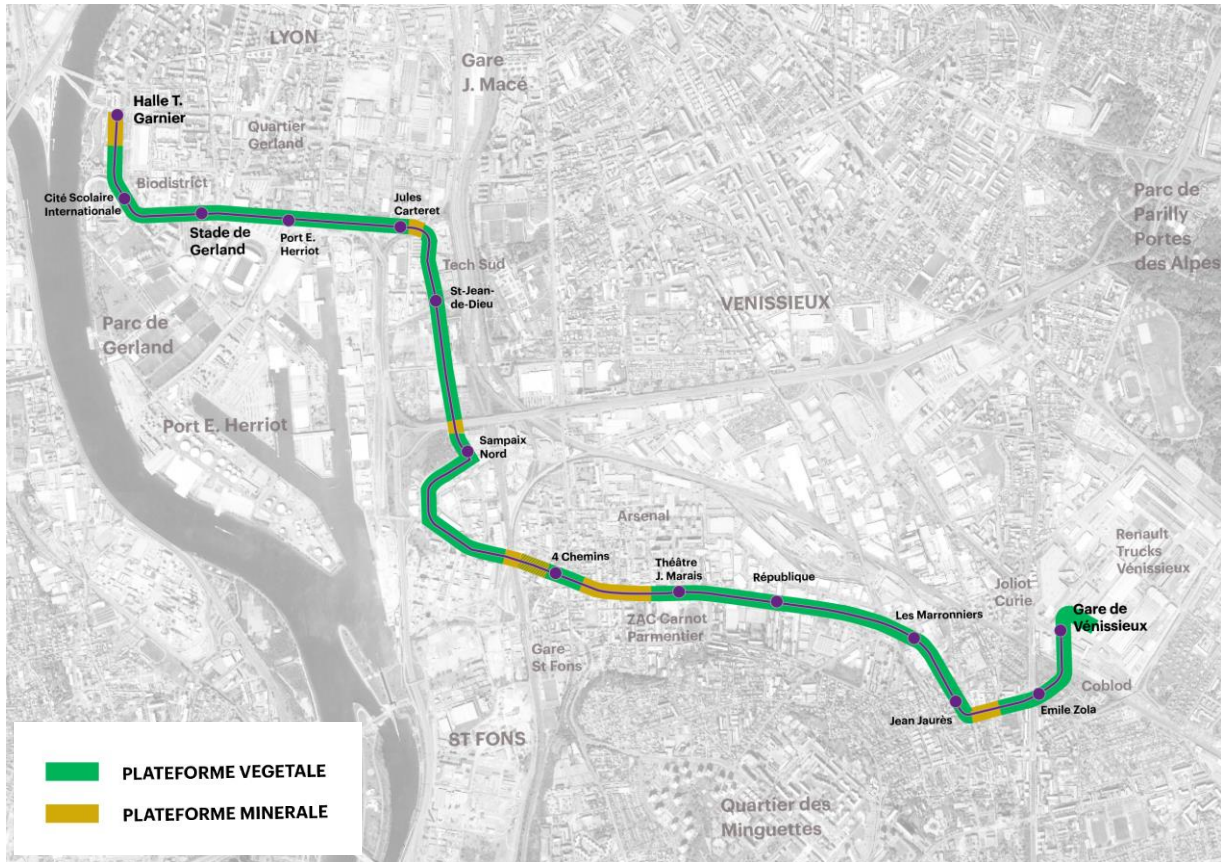 LYON
Gare
J. Macé
Halle T.
Garnier
Quartier
Gerland
Biodistrict
Cité Scolaire
Internationale
Stade de
Gerland
Port E.
Herriot
Jules
Carteret
Parc de
Parilly
Portes
des Alpes
Tech Sud
St-Jean-
de-Dieu
VENISSIEUX
Parc de
Gerland
Port E. Herriot
Sampaix
Nord
Arsenal
4 Chemins
Théâtre
J. Marais
République
Renault
Trucks
Vénissieux
Joliot
Curie
Les Marronniers
Gare de
Vénissieux
ZAC Carnot
Parmentier
Gare
St Fons
Coblod
Emile Zola
Jean Jaurès
ST FONS
Quartier des
Minguettes
PLATEFORME VEGETALE
PLATEFORME MINERALE